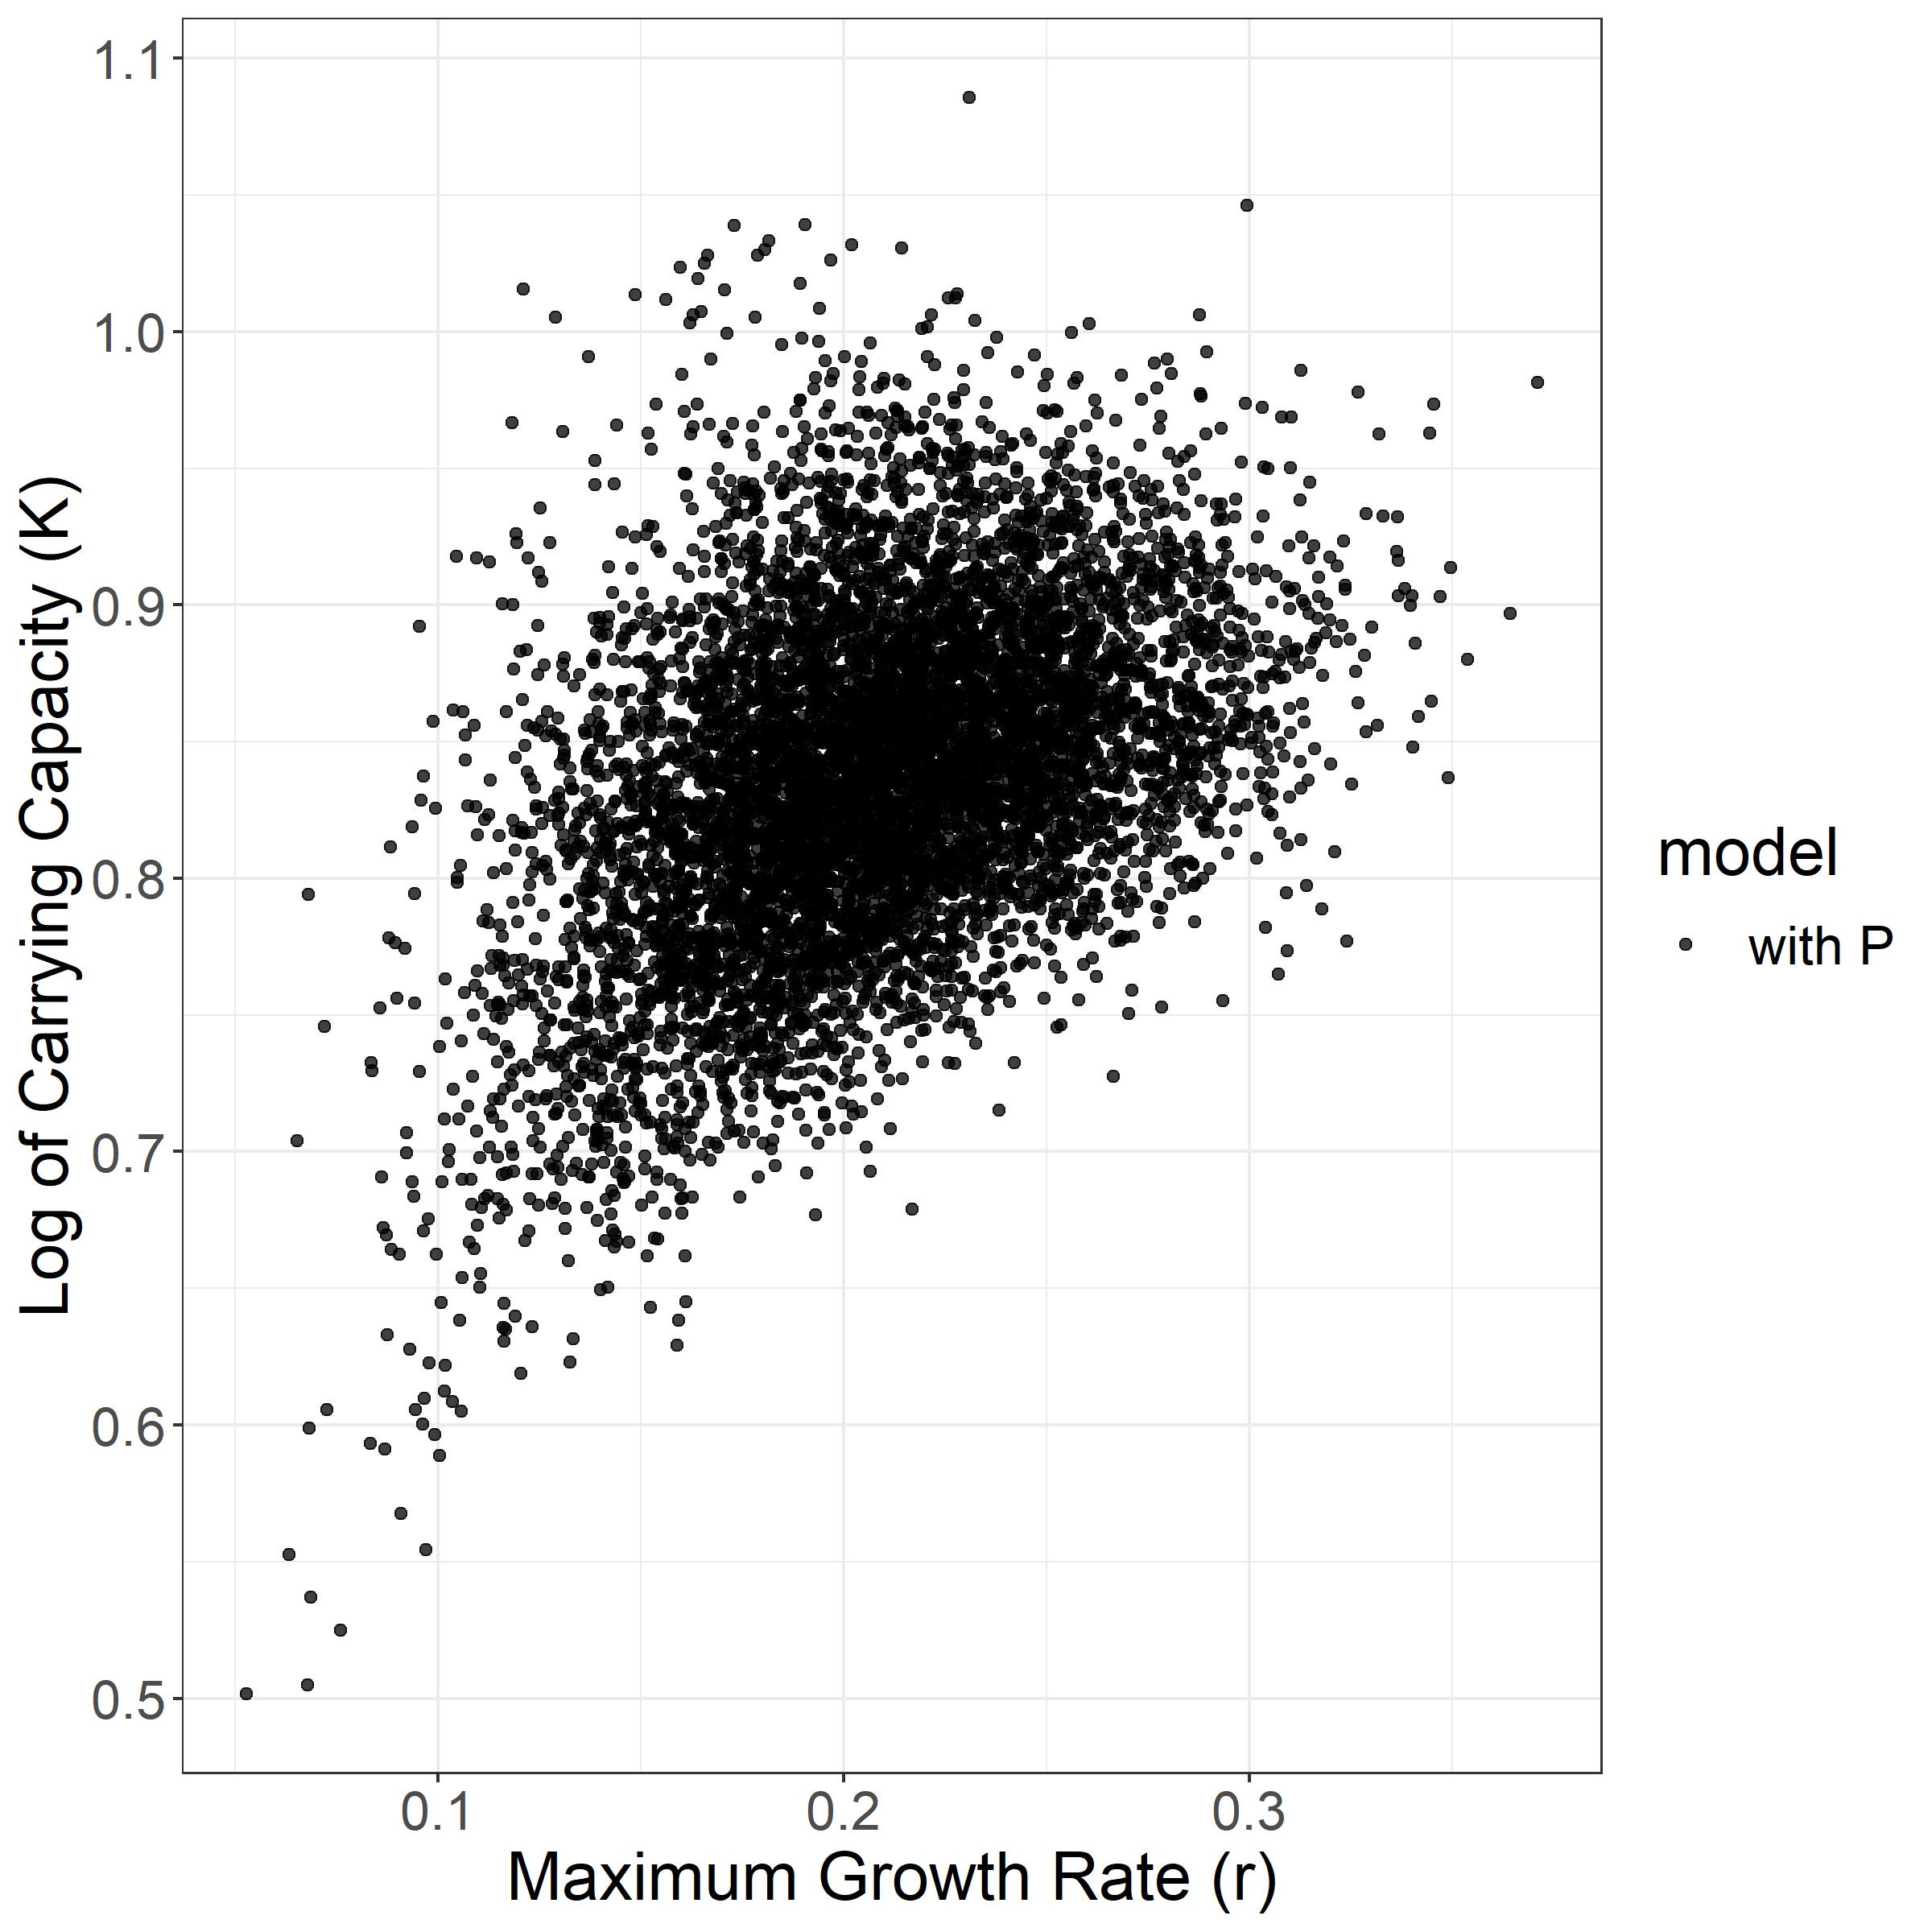 1.1
1.0
0.9
0.8
0.7
0.6
0.5
Log of Carrying Capacity (K)
0.1
0.2
0.3
Maximum Growth Rate (r)
model
with P